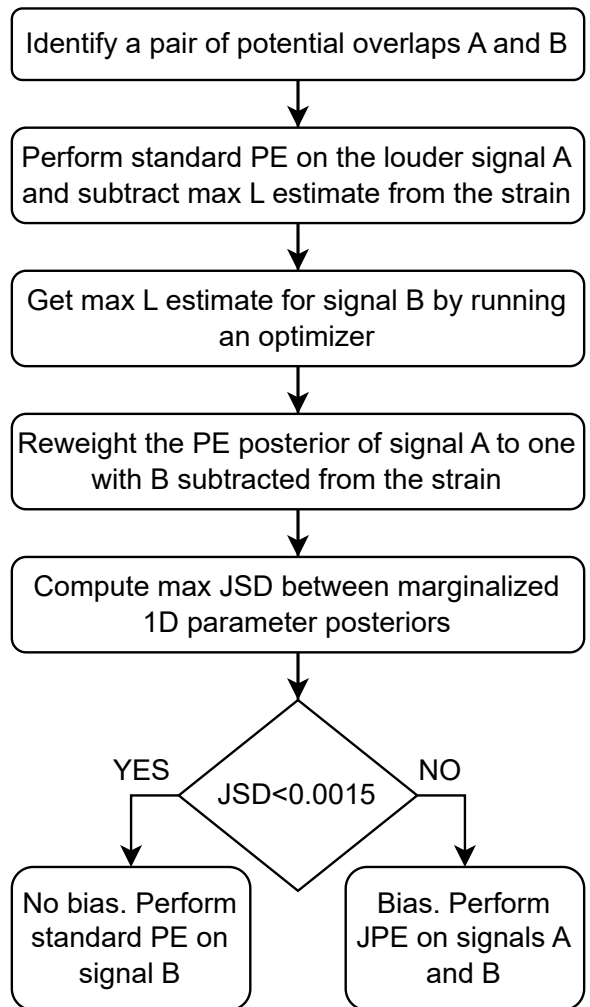 Identify a pair of potential overlaps A and B
Perform standard PE on the louder signal A
and subtract max L estimate from the strain
Get max L estimate for signal B by running
an optimizer
Reweight the PE posterior of signal A to one
with B subtracted from the strain
Compute max JSD between marginalized
1D parameter posteriors
YES
JSD<0.0015
NO
No bias. Perform
standard PE on
signal B
Bias. Perform
JPE on signals A
and B